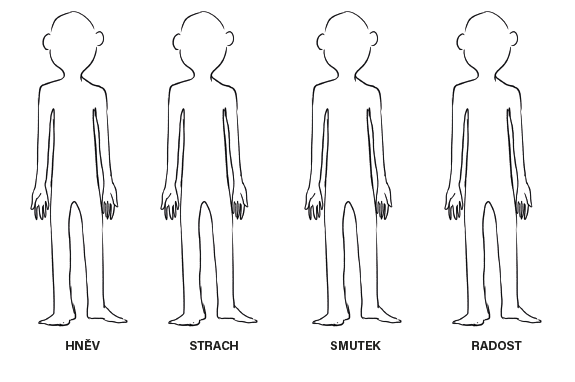 HNĚV STRACH SMUTEK RADOST